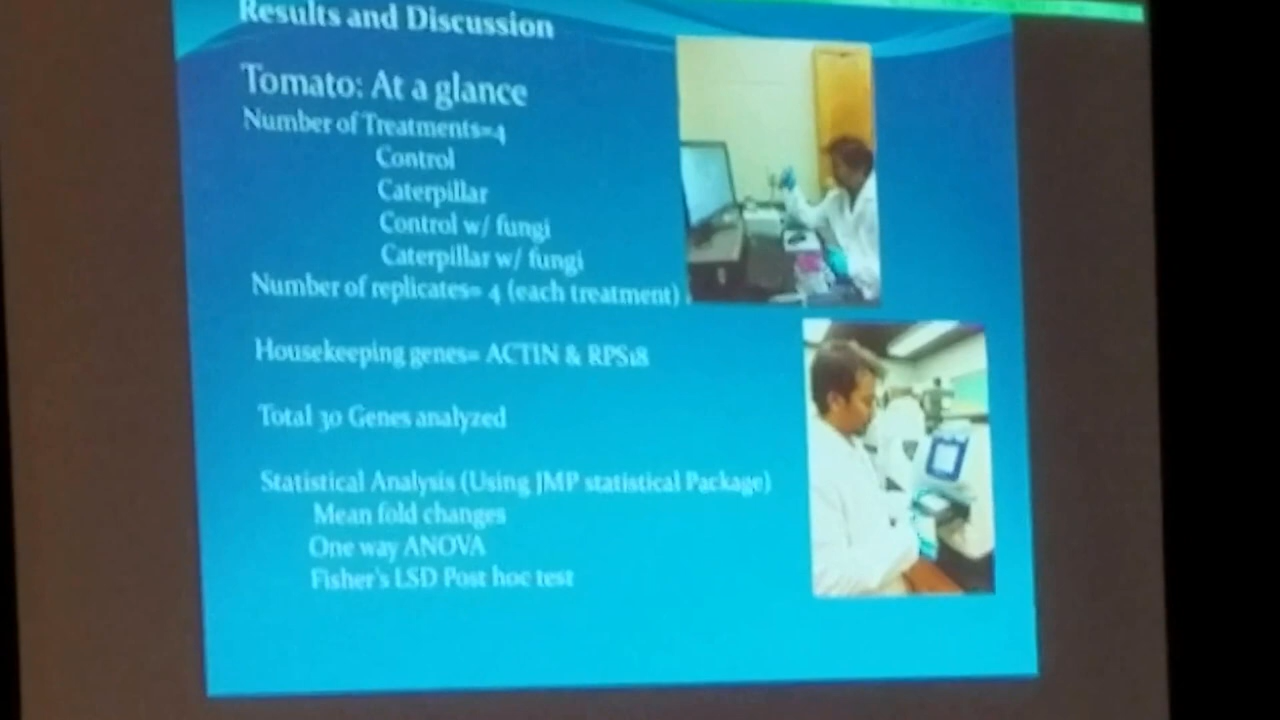 Results and Discussion
Tomato: At a glance
Number of Treatments=4
Control
Caterpillar
Control w/ fungi
Caterpillar w/ fungi
Number of replicates= 4 (each treatment)
Housekeeping genes= ACTIN & RPS18
Total 30 Genes analyzed
Statistical Analysis (Using JMP statistical Package)
Mean fold changes
One way ANOVA
Fisher's LSD Post hoc test